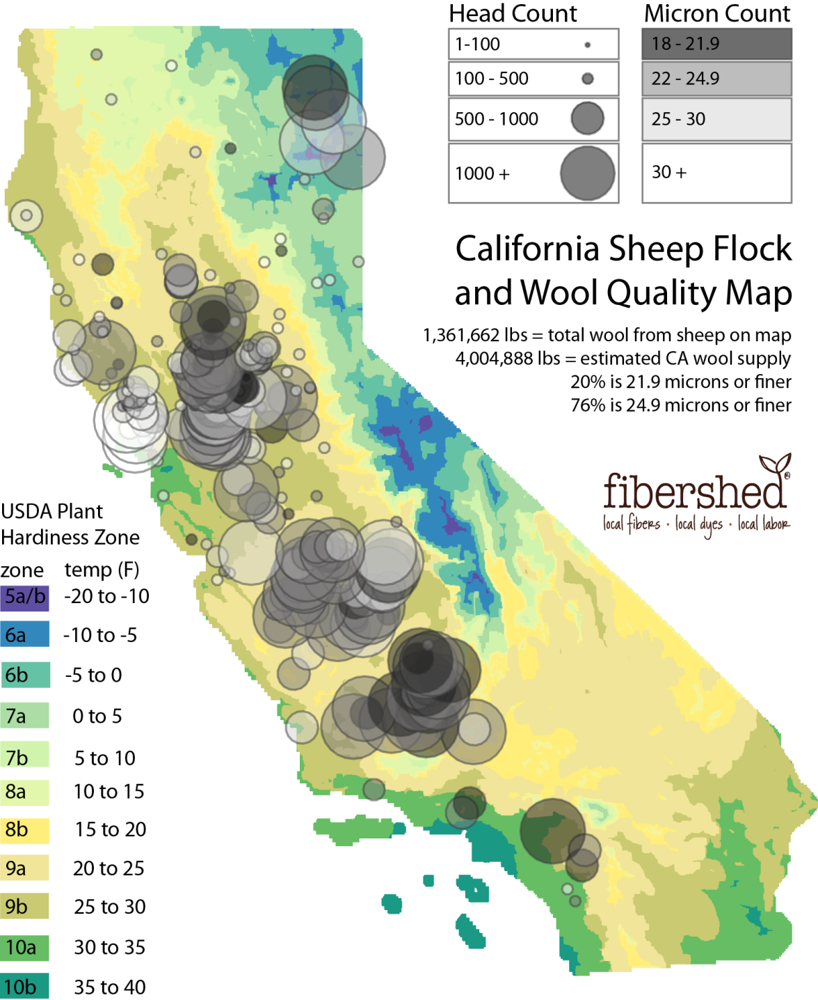 Head Count
1-100
100 - 500
500 - 1000
1000 +
Micron Count
18 - 21.9
22 - 24.9
25 - 30
30 +
California Sheep Flock
and Wool Quality Map
1,361,662 lbs = total wool from sheep on map
4,004,888 lbs = estimated CA wool supply
20% is 21.9 microns or finer
76% is 24.9 microns or finer
fibershed®
local fibers · local dyes · local labor
USDA Plant
Hardiness Zone
zone temp (F)
5a/b -20 to -10
6a -10 to -5
6b -5 to 0
7a 0 to 5
7b 5 to 10
8a 10 to 15
8b 15 to 20
9a 20 to 25
9b 25 to 30
10a 30 to 35
10b 35 to 40